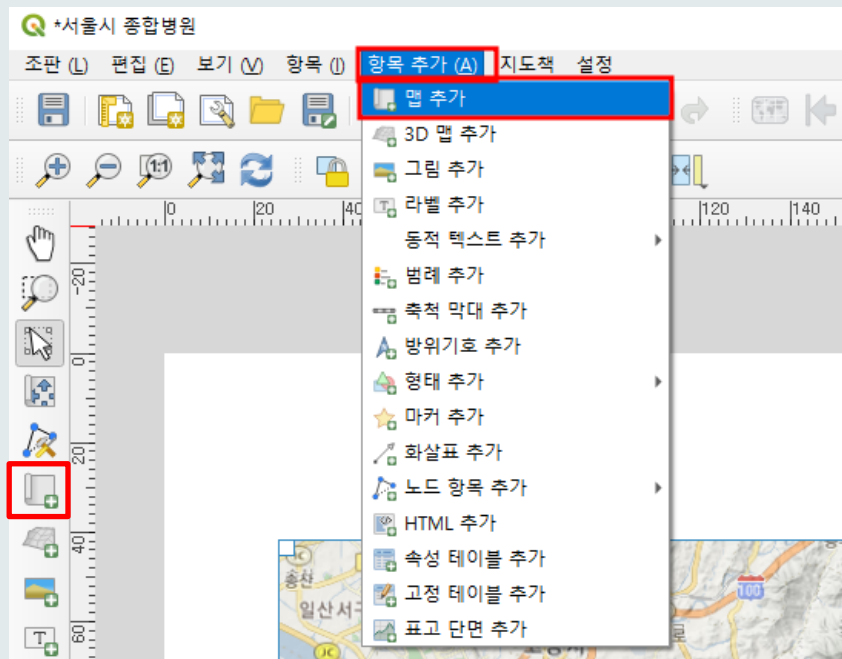 *서울시 종합병원
조판 (L) 편집 (E) 보기 (V) 항목 (I) 항목 추가 (A) 지도책 설정
맵 추가
3D 맵 추가
그림 추가
1:1
라벨 추가
0 20 40 120 140
동적 텍스트 추가
범례 추가
-20
축척 막대 추가
방위기호 추가
0
형태 추가
마커 추가
화살표 추가
20
노드 항목 추가
HTML 추가
40
속성 테이블 추가
JC
송산
100
고정 테이블 추가
일산서구
표고 단면 추가
60
T
JC